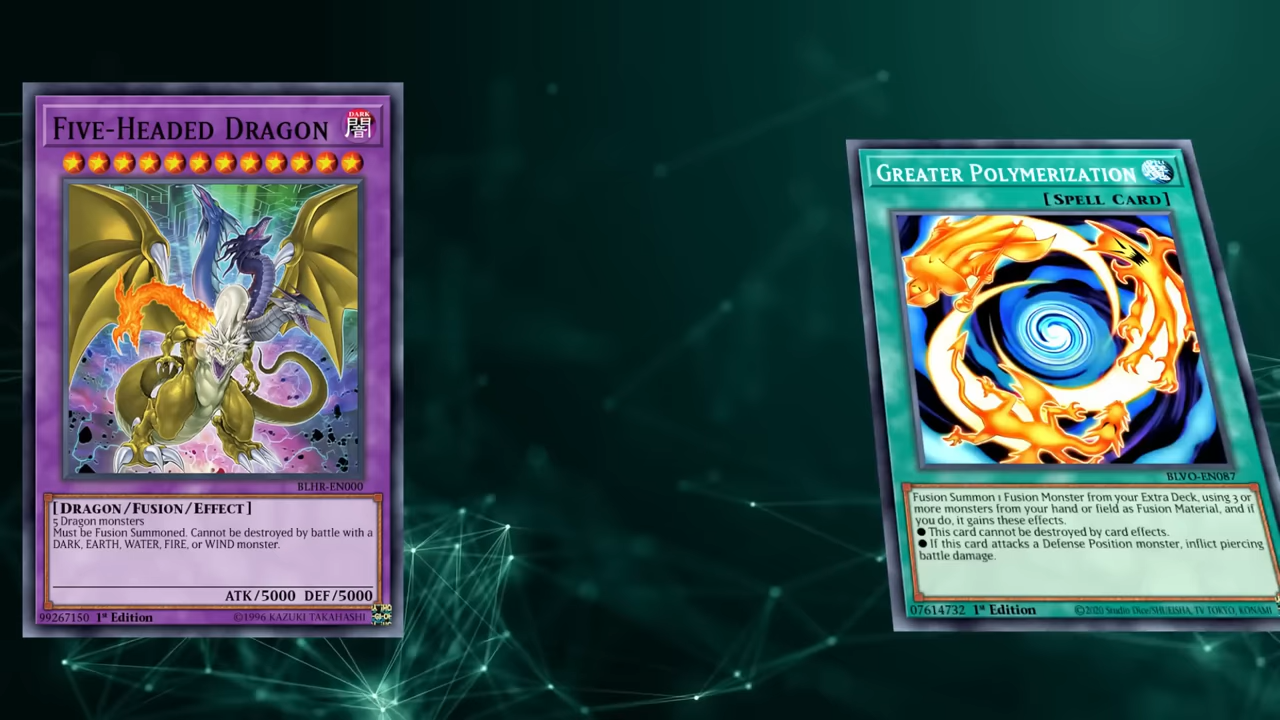 FIVE-HEADED DRAGON
DARK
闇
BLHR-EN000
[DRAGON/FUSION/EFFECT]
5 Dragon monsters
Must be Fusion Summoned. Cannot be destroyed by battle with a
DARK, EARTH, WATER, FIRE, or WIND monster.
ATK/5000 DEF/5000
99267150 1st Edition
©1996 KAZUKI TAKAHASHI
GREATER POLYMERIZATION
SPELL
魔
[SPELL CARD]
BLVO-EN087
Fusion Summon 1 Fusion Monster from your Extra Deck, using 3 or
more monsters from your hand or field as Fusion Material, and if
you do, it gains these effects.
● This card cannot be destroyed by card effects.
● If this card attacks a Defense Position monster, inflict piercing
battle damage.
07614732 1st Edition
©2020 Studio Dice/SHUEISHA, TV TOKYO, KONAMI